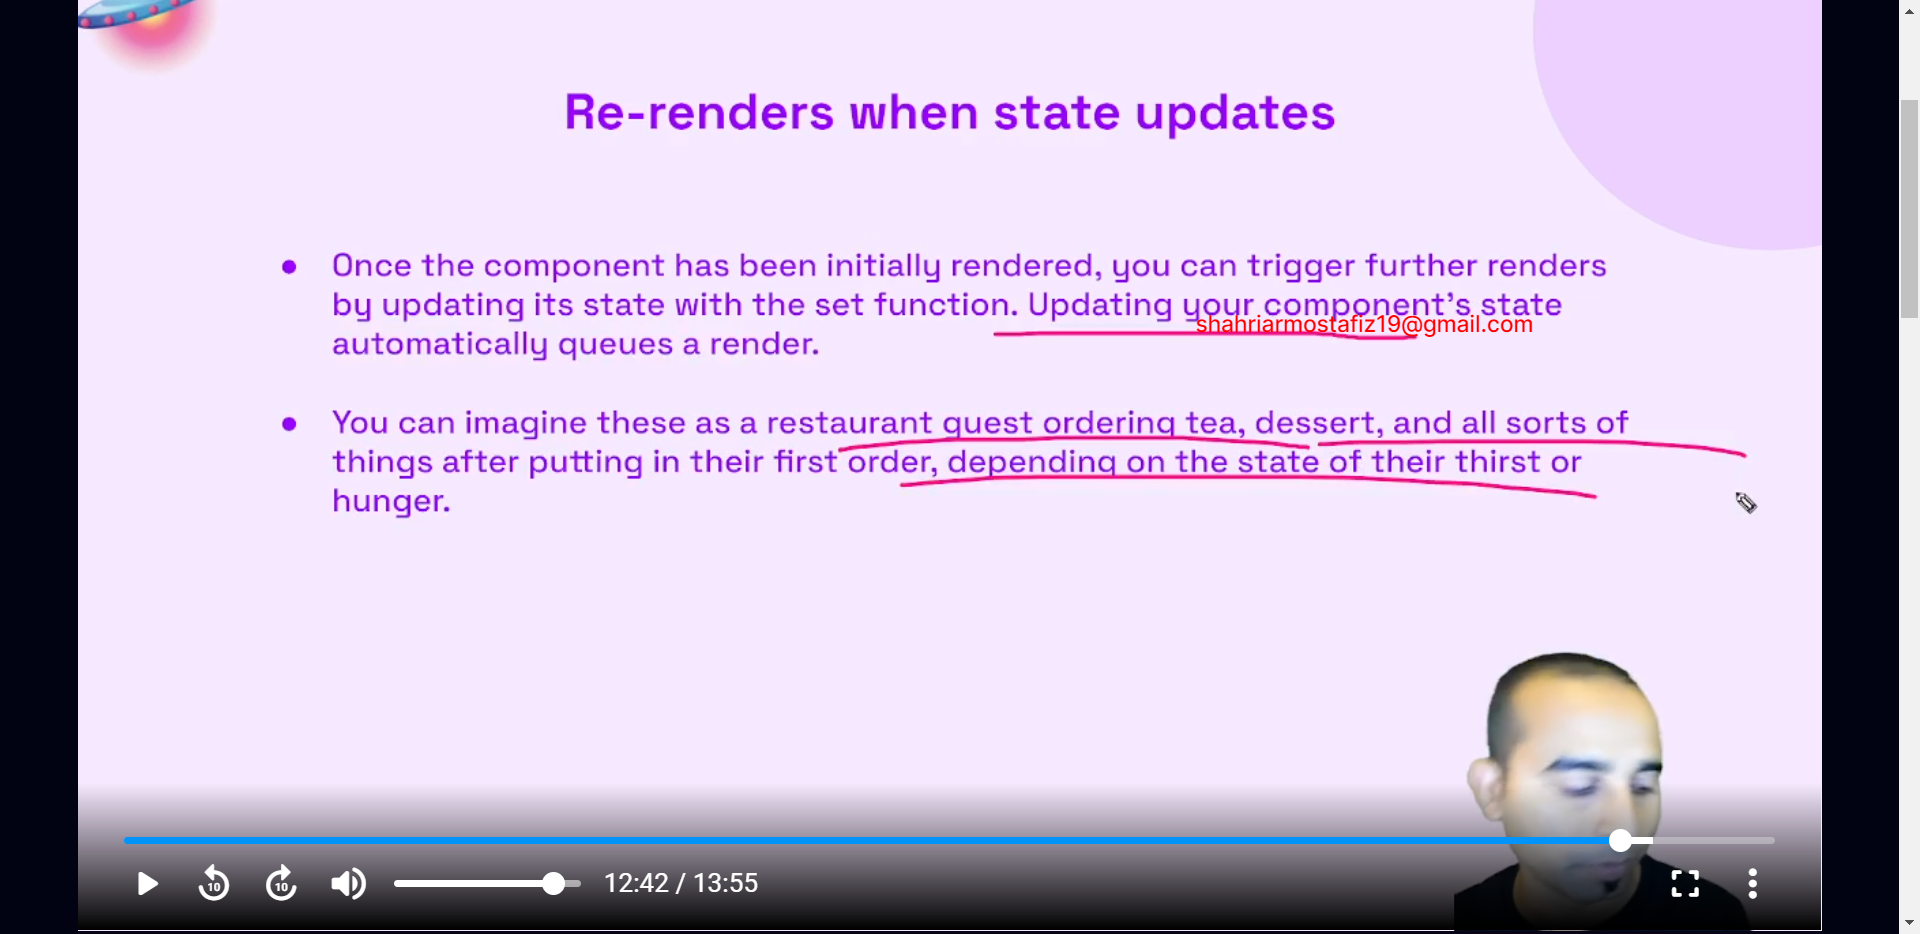 Re-renders when state updates
● Once the component has been initially rendered, you can trigger further renders
by updating its state with the set function. Updating your component's state
shahriarmostafiz19@gmail.com
automatically queues a render.
● You can imagine these as a restaurant guest ordering tea, dessert, and all sorts of
things after putting in their first order, depending on the state of their thirst or
hunger.
10 10 12:42 / 13:55